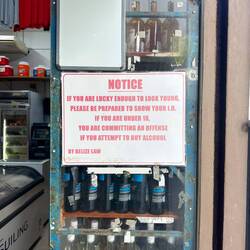 NOTICE
IF YOU ARE LUCKY ENOUGH TO LOOK YOUNG,
PLEASE BE PREPARED TO SHOW YOUR I.D.
IF YOU ARE UNDER 18,
YOU ARE COMMITTING AN OFFENSE
IF YOU ATTEMPT TO BUY ALCOHOL
BY BELIZE LAW